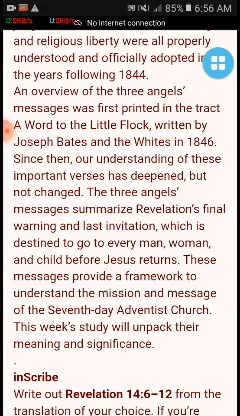 0:0KB/s
U:0KB/s
No internet connection
85%
6:56 AM
and religious liberty were all properly
understood and officially adopted in
the years following 1844.
An overview of the three angels’
messages was first printed in the tract
A Word to the Little Flock, written by
Joseph Bates and the Whites in 1846.
Since then, our understanding of these
important verses has deepened, but
not changed. The three angels’
messages summarize Revelation’s final
warning and last invitation, which is
destined to go to every man, woman,
and child before Jesus returns. These
messages provide a framework to
understand the mission and message
of the Seventh-day Adventist Church.
This week’s study will unpack their
meaning and significance.
.
inScribe
Write out Revelation 14:6–12 from the
translation of your choice. If you’re